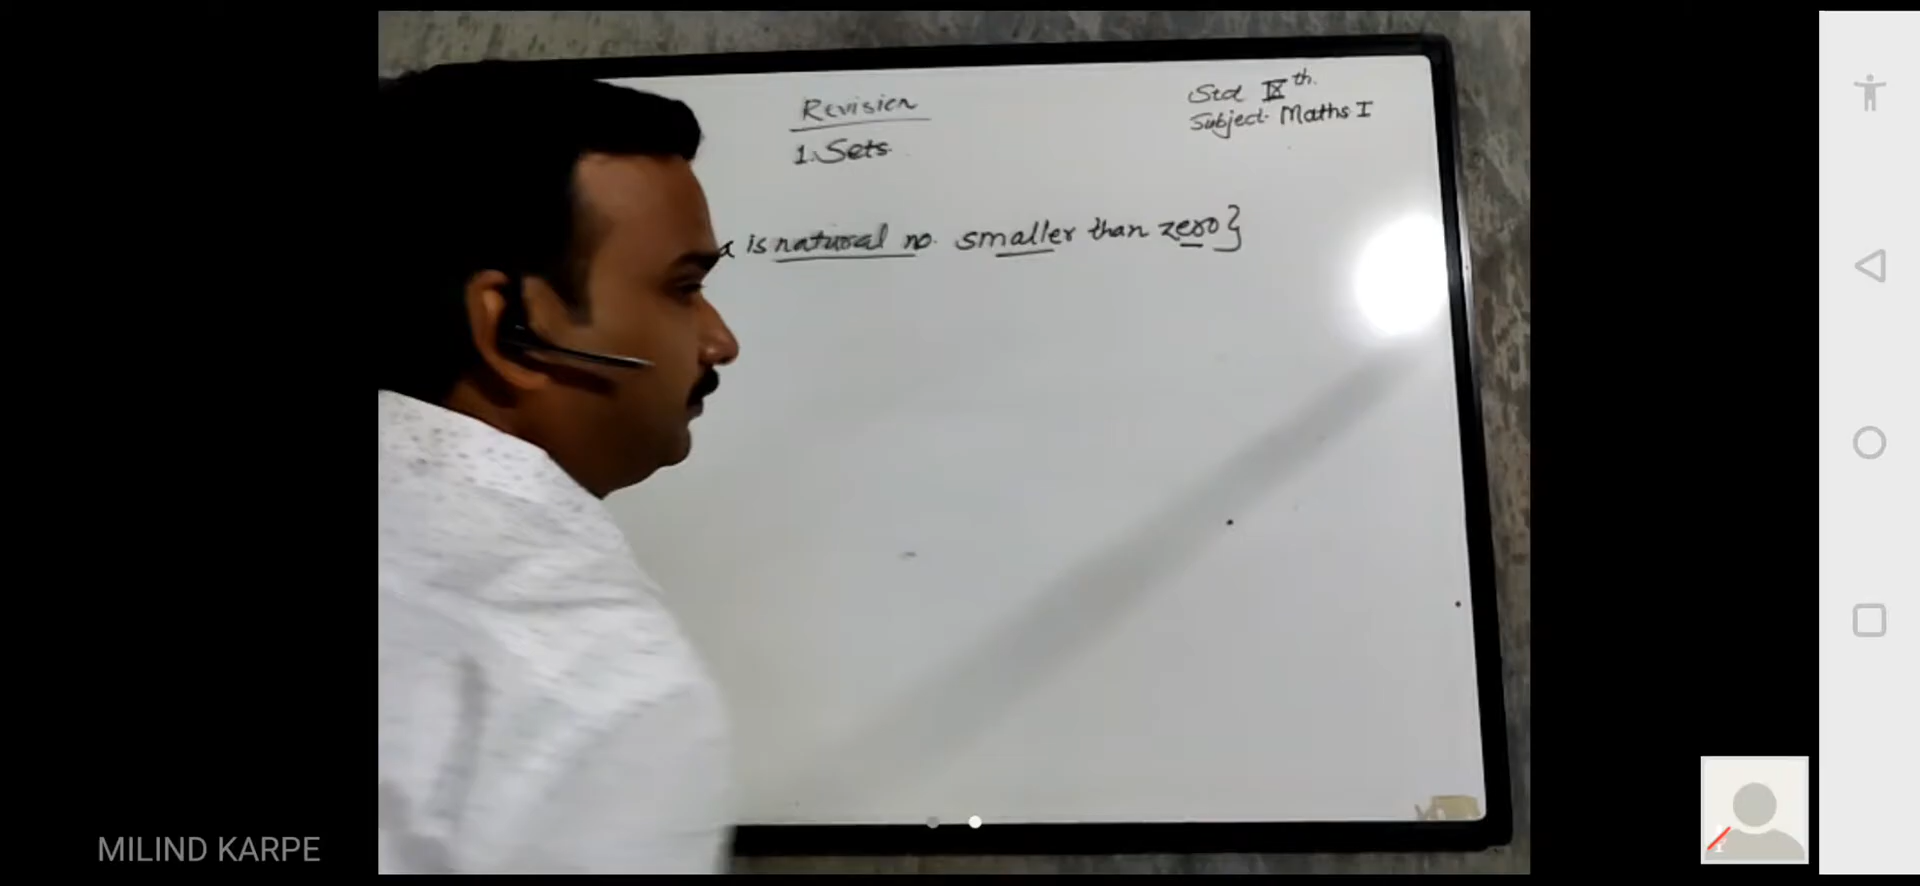 Revision
Std IXth.
Subject. Maths I
1. Sets.
a is natural no. smaller than zero}
MILIND KARPE